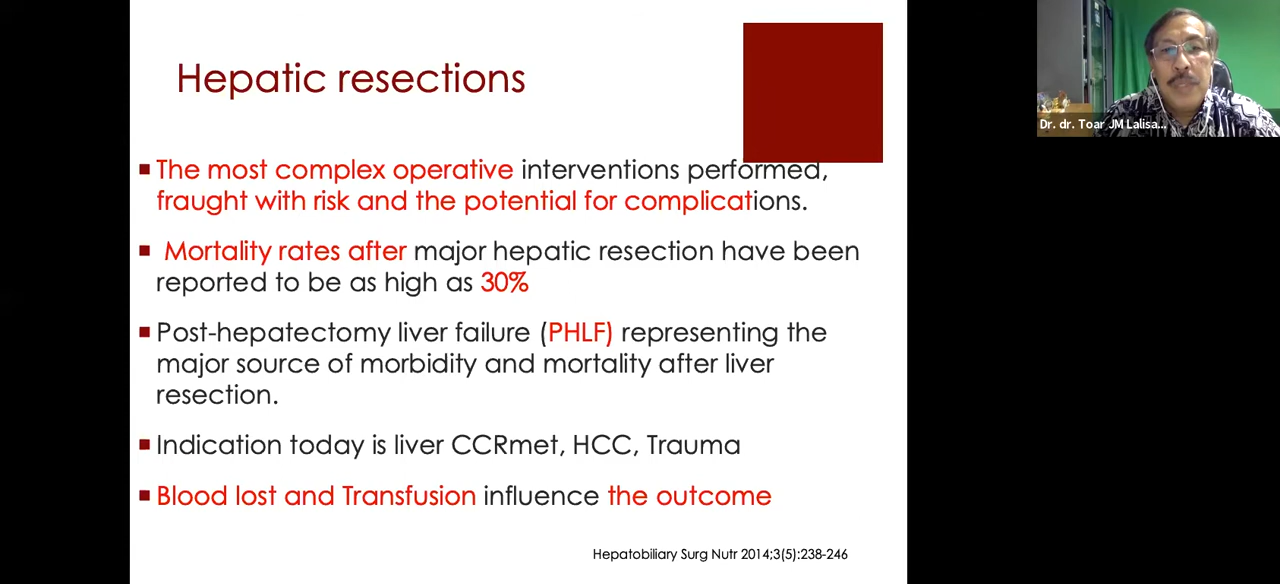 Hepatic resections
The most complex operative interventions performed,
fraught with risk and the potential for complications.
Mortality rates after major hepatic resection have been
reported to be as high as 30%
Post-hepatectomy liver failure (PHLF) representing the
major source of morbidity and mortality after liver
resection.
Indication today is liver CCRmet, HCC, Trauma
Blood lost and Transfusion influence the outcome
Hepatobiliary Surg Nutr 2014;3(5):238-246
Dr. dr. Toar JM Lalisa...